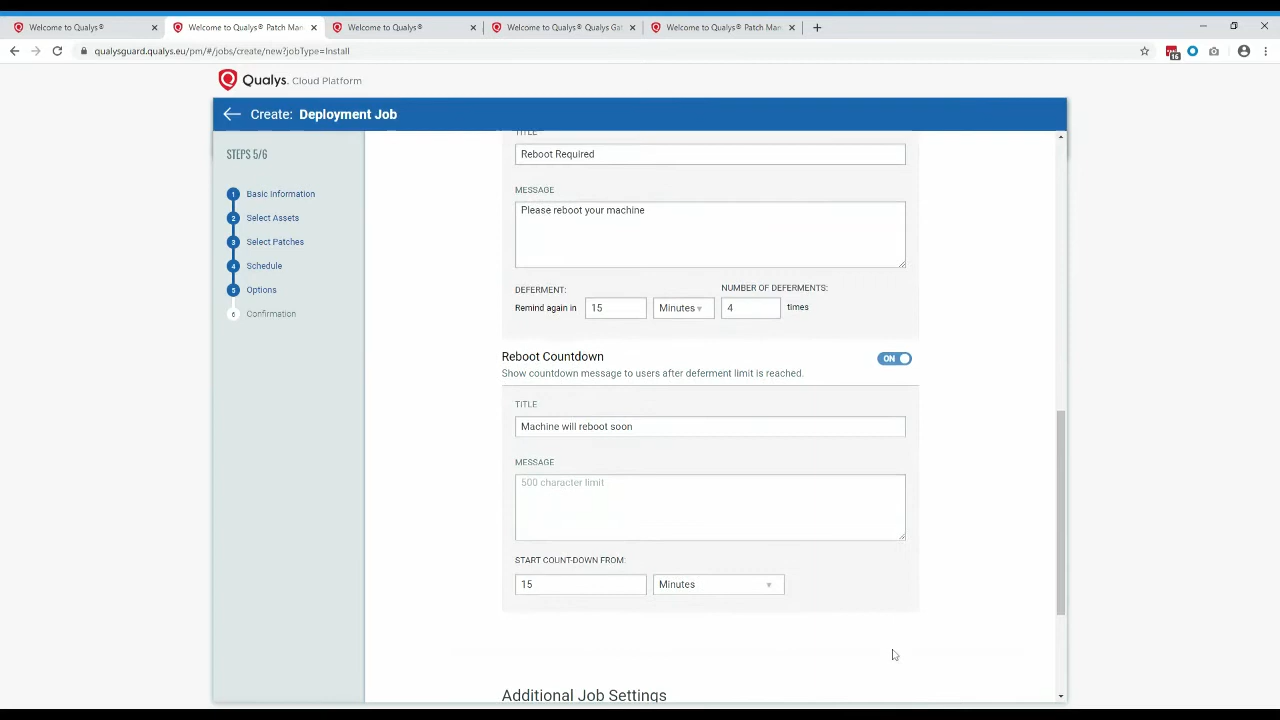 Welcome to Qualys®
Welcome to Qualys® Patch Man
Welcome to Qualys®
Welcome to Qualys® Qualys Gat
Welcome to Qualys® Patch Man
qualysguard.qualys.eu/pm/#/jobs/create/new?jobType=Install
15
Qualys. Cloud Platform
Create: Deployment Job
STEPS 5/6
1 Basic Information
2 Select Assets
3 Select Patches
4 Schedule
5 Options
6 Confirmation
TITLE
Reboot Required
MESSAGE
Please reboot your machine
DEFERMENT:
NUMBER OF DEFERMENTS:
Remind again in 15 Minutes 4 times
Reboot Countdown
ON
Show countdown message to users after deferment limit is reached.
TITLE
Machine will reboot soon
MESSAGE
500 character limit
START COUNT-DOWN FROM:
15 Minutes
Additional Job Settings